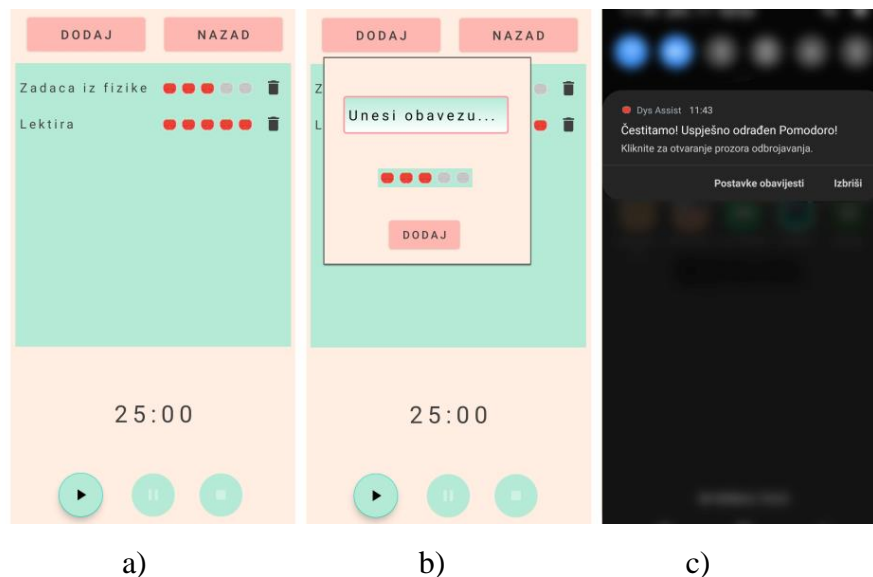 DODAJ NAZAD
Zadaca iz fizike
Lektira
25:00
DODAJ NAZAD
Z
L
Unesi obavezu...
DODAJ
25:00
Dys Assist 11:43
Čestitamo! Uspješno odrađen Pomodoro!
Kliknite za otvaranje prozora odbrojavanja.
Postavke obavijesti Izbriši
a) b) c)